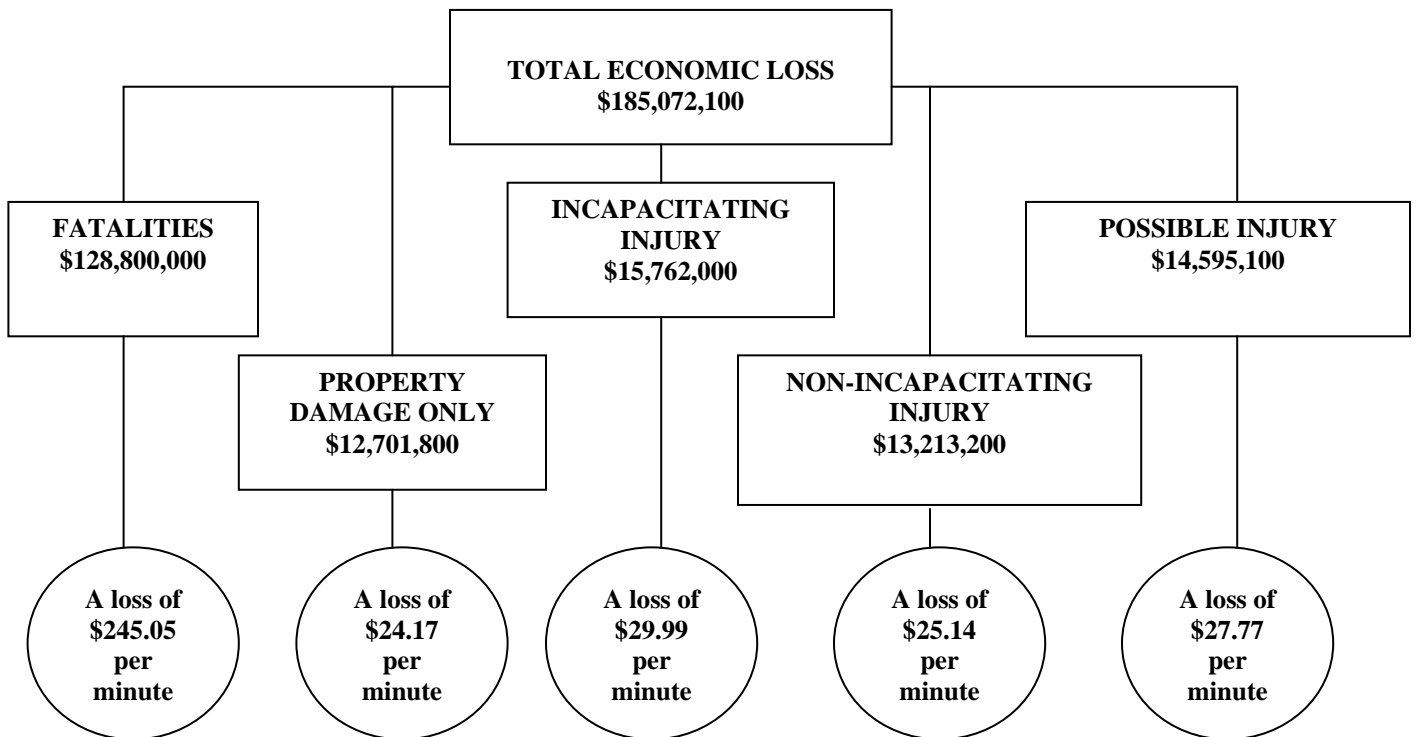 TOTAL ECONOMIC LOSS
$185,072,100
FATALITIES
$128,800,000
INCAPACITATING
INJURY
$15,762,000
POSSIBLE INJURY
$14,595,100
PROPERTY
DAMAGE ONLY
$12,701,800
NON-INCAPACITATING
INJURY
$13,213,200
A loss of
$245.05
per
minute
A loss of
$24.17
per
minute
A loss of
$29.99
per
minute
A loss of
$25.14
per
minute
A loss of
$27.77
per
minute